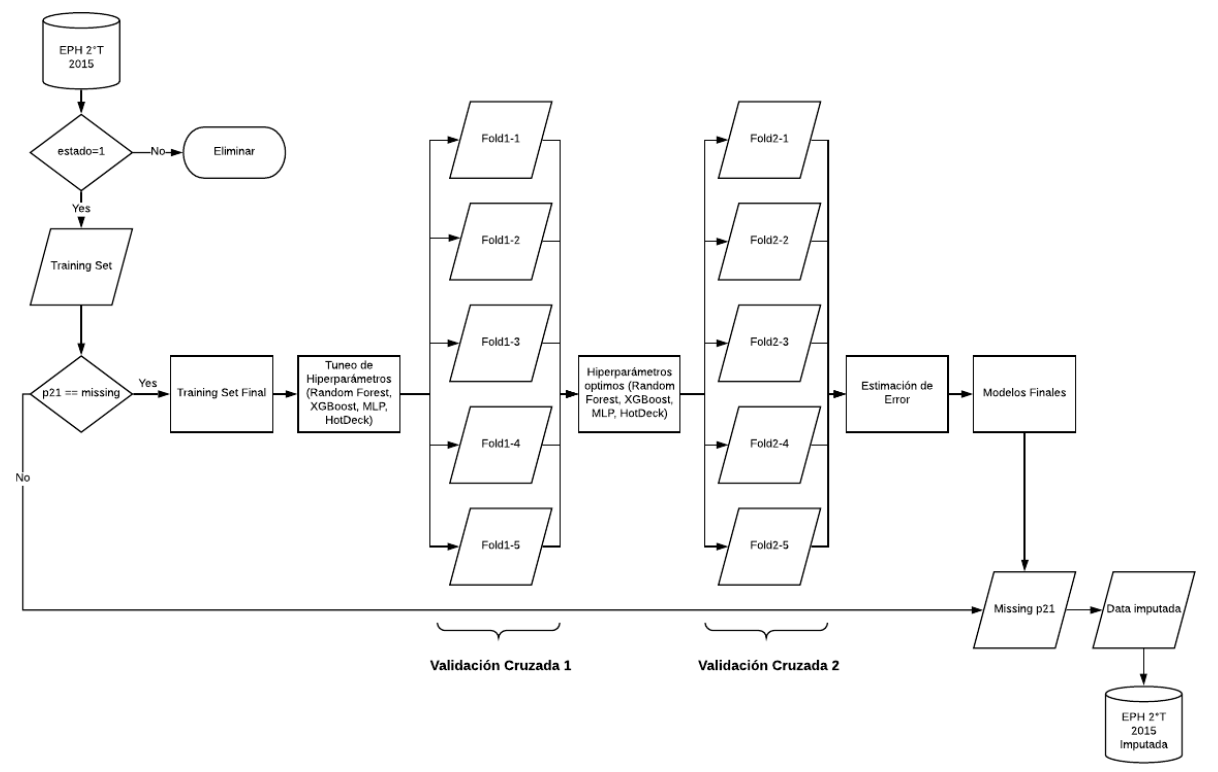 EPH 2°T
2015
estado=1
No
Eliminar
Yes
Training Set
p21 == missing
Yes
No
Training Set Final
Tuneo de
Hiperparámetros
(Random Forest,
XGBoost, MLP,
HotDeck)
Fold1-1
Fold1-2
Fold1-3
Fold1-4
Fold1-5
Validación Cruzada 1
Hiperparámetros
optimos (Random
Forest, XGBoost,
MLP, HotDeck)
Fold2-1
Fold2-2
Fold2-3
Fold2-4
Fold2-5
Validación Cruzada 2
Estimación de
Error
Modelos Finales
Missing p21
Data imputada
EPH 2°T
2015
Imputada